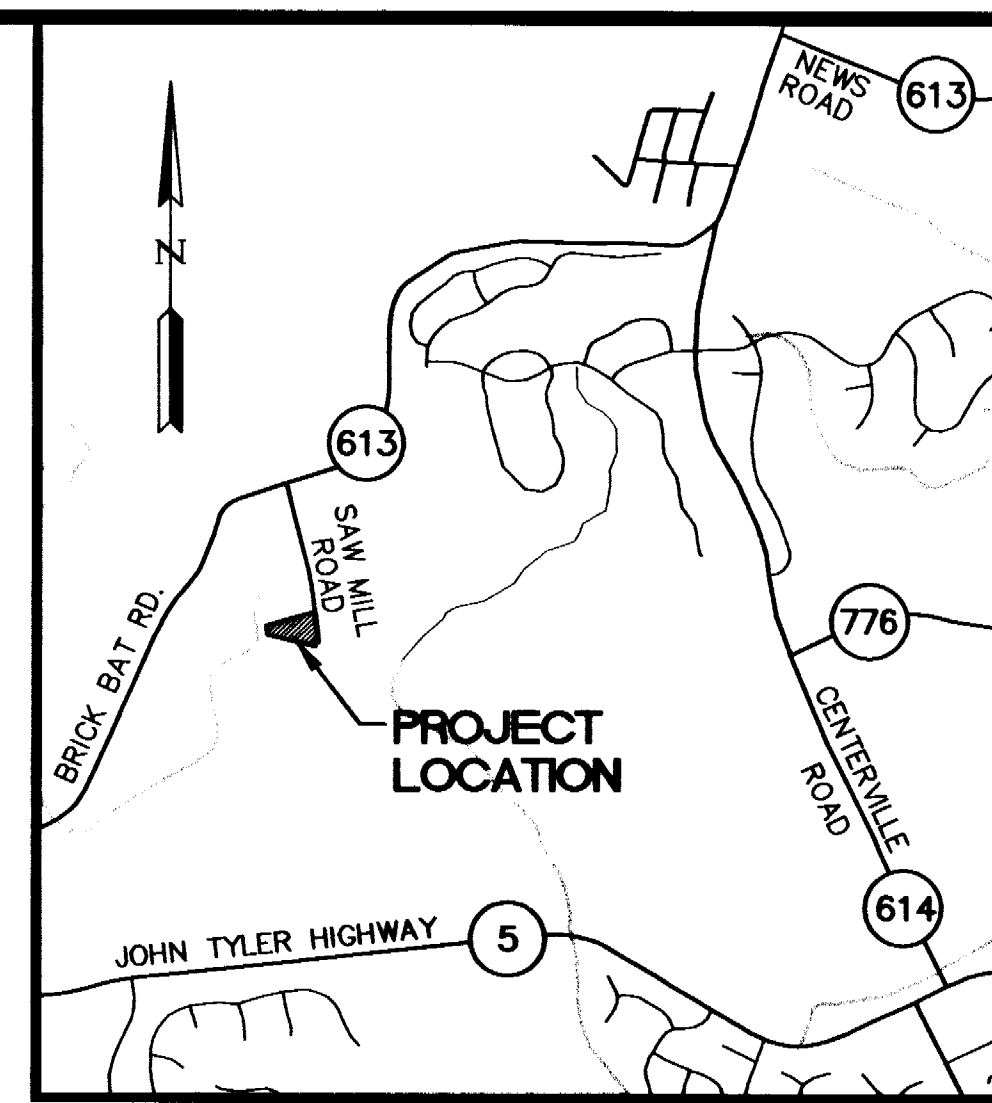 NEWS
ROAD
613
N
613
SAW MILL
ROAD
BRICK BAT RD.
776
PROJECT
LOCATION
CENTERVILLE
ROAD
614
JOHN TYLER HIGHWAY
5